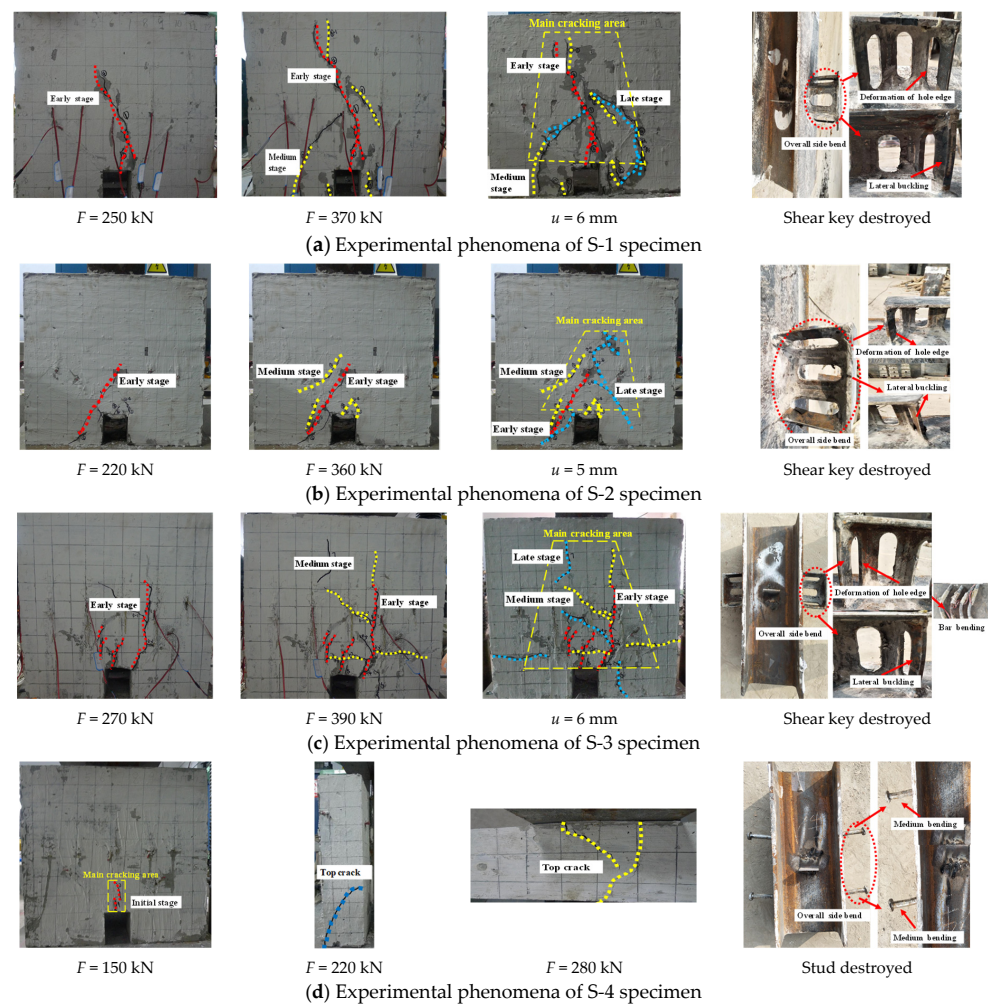 Early stage
Early stage
Medium
stage
Main cracking area
Early stage
Late stage
Medium
stage
Deformation of hole edge
Overall side bend
Lateral buckling
F = 250 kN
F = 370 kN
u = 6 mm
Shear key destroyed
(a) Experimental phenomena of S-1 specimen
Early stage
Medium stage
Early stage
Main cracking area
Medium stage
Late stage
Early stage
Deformation of hole edge
Lateral buckling
Overall side bend
F = 220 kN
F = 360 kN
u = 5 mm
Shear key destroyed
(b) Experimental phenomena of S-2 specimen
Early stage
Medium stage
Early stage
Main cracking area
Late stage
Medium stage
Early stage
Deformation of hole edge
Bar bending
Overall side bend
Lateral buckling
F = 270 kN
F = 390 kN
u = 6 mm
Shear key destroyed
(c) Experimental phenomena of S-3 specimen
Main cracking area
Initial stage
Top crack
Top crack
Medium bending
Overall side bend
Medium bending
F = 150 kN
F = 220 kN
F = 280 kN
Stud destroyed
(d) Experimental phenomena of S-4 specimen